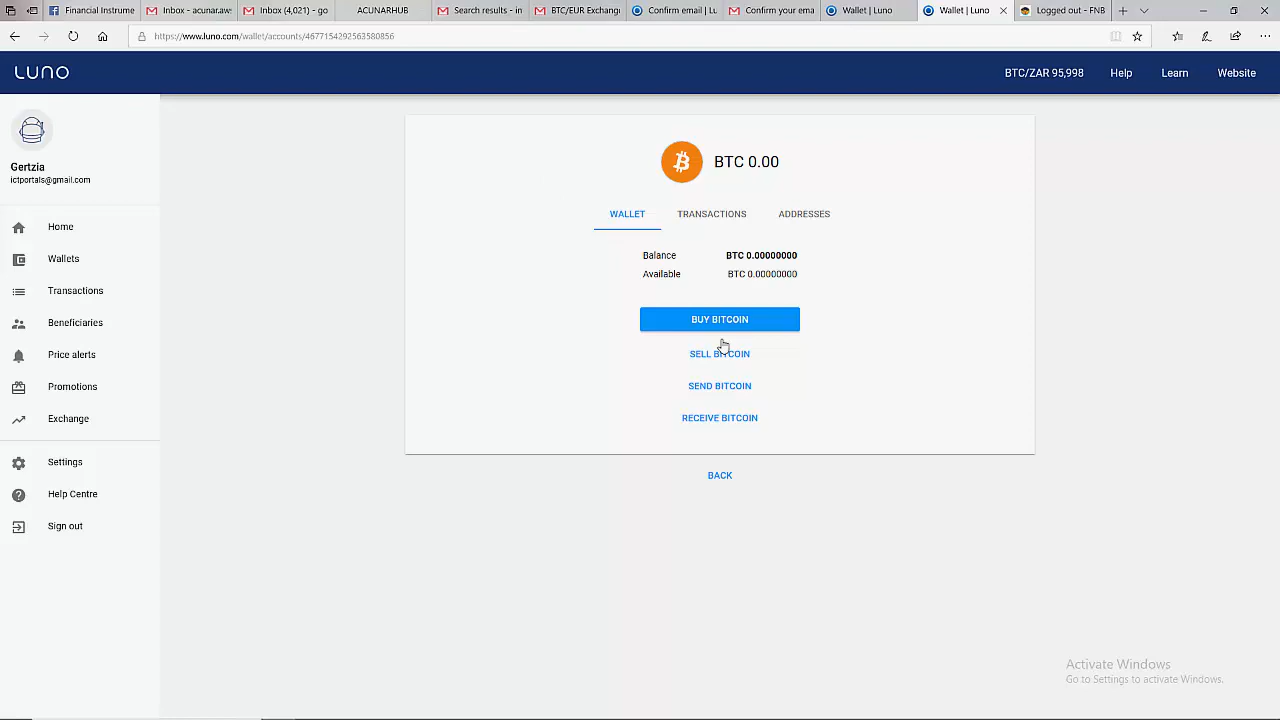 Financial Instrume
Inbox - acunar.aws
Inbox (4,021) - go
ACUNARHUB
Search results - in
BTC/EUR Exchang
Confirm email | Lu
Confirm your ema
Wallet | Luno
Wallet | Luno
Logged out - FNB
https://www.luno.com/wallet/accounts/4677154292563580856
LUNO
BTC/ZAR 95,998
Help
Learn
Website
Gertzia
ictportals@gmail.com
Home
Wallets
Transactions
Beneficiaries
Price alerts
Promotions
Exchange
Settings
Help Centre
Sign out
BTC 0.00
WALLET
TRANSACTIONS
ADDRESSES
Balance BTC 0.00000000
Available BTC 0.00000000
BUY BITCOIN
SELL BITCOIN
SEND BITCOIN
RECEIVE BITCOIN
BACK
Activate Windows
Go to Settings to activate Windows.